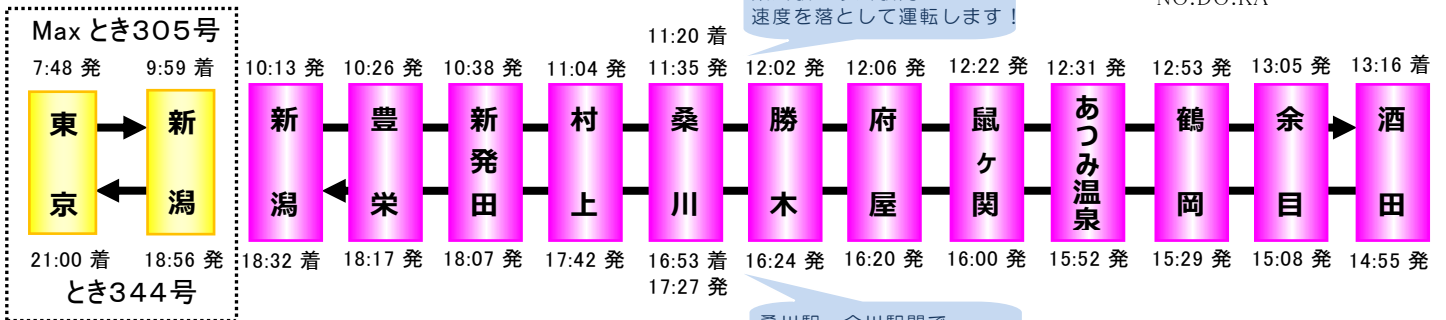 速度を落として運転します！
Max とき305号
11:20 着
7:48 発 9:59 着 10:13 発 10:26 発 10:38 発 11:04 発 11:35 発 12:02 発 12:06 発 12:22 発 12:31 発 12:53 発 13:05 発 13:16 着
東京 新潟 新潟 豊栄 新発田 村上 桑川 勝木 府屋 鼠ヶ関 あつみ温泉 鶴岡 余目 酒田
21:00 着 18:56 発 18:32 着 18:17 発 18:07 発 17:42 発 16:53 着 16:24 発 16:20 発 16:00 発 15:52 発 15:29 発 15:08 発 14:55 発
17:27 発
とき344号